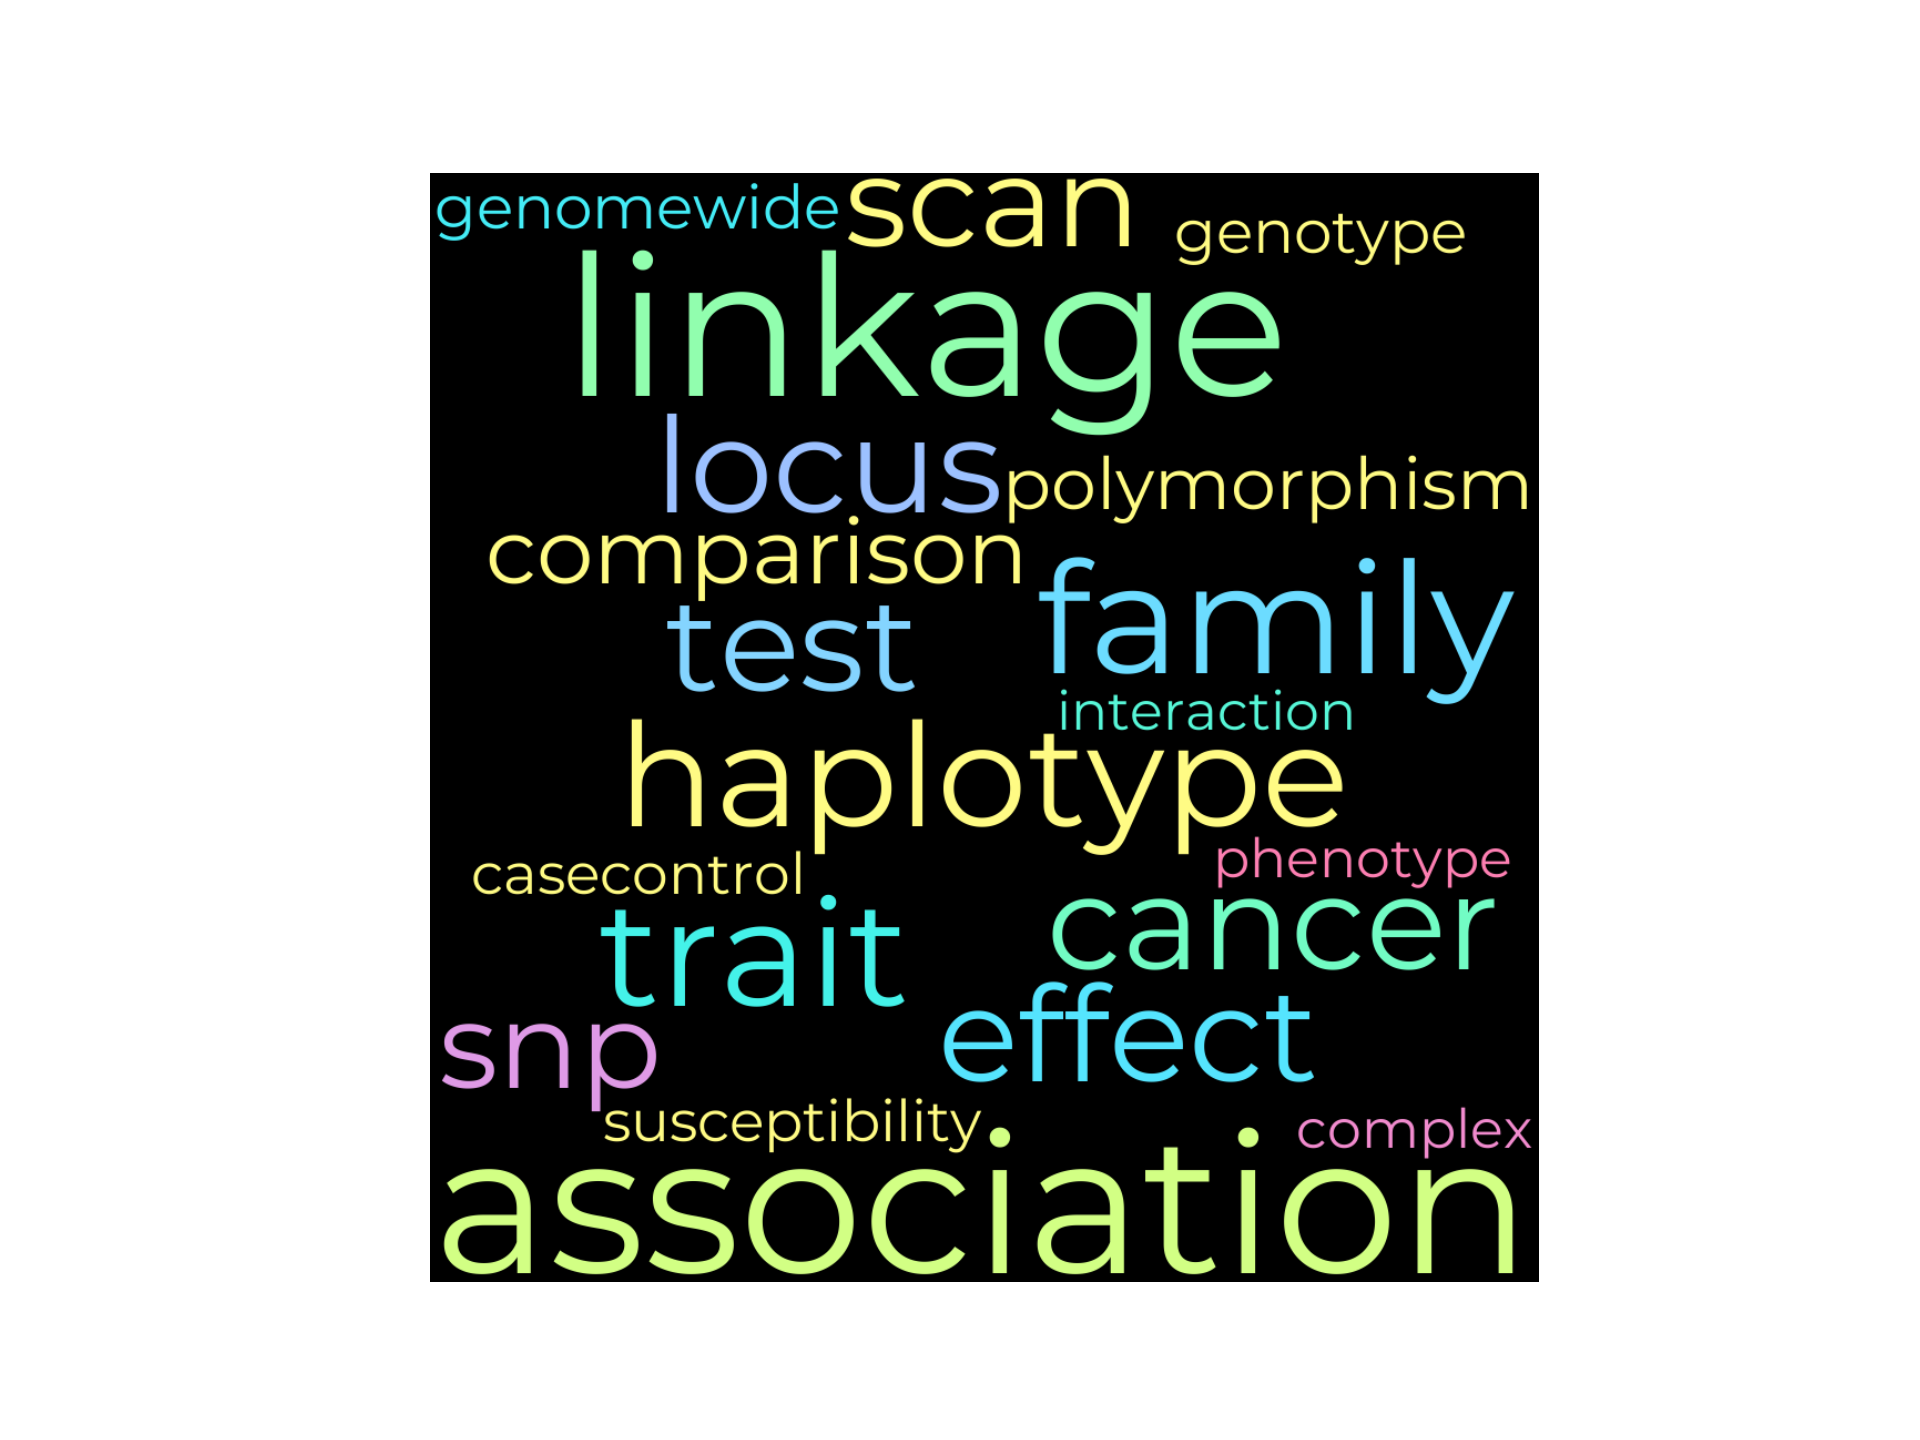 genomewide scan genotype
linkage
locus polymorphism
comparison
test family
interaction
haplotype
casecontrol phenotype
trait cancer
snp effect
susceptibility complex
association